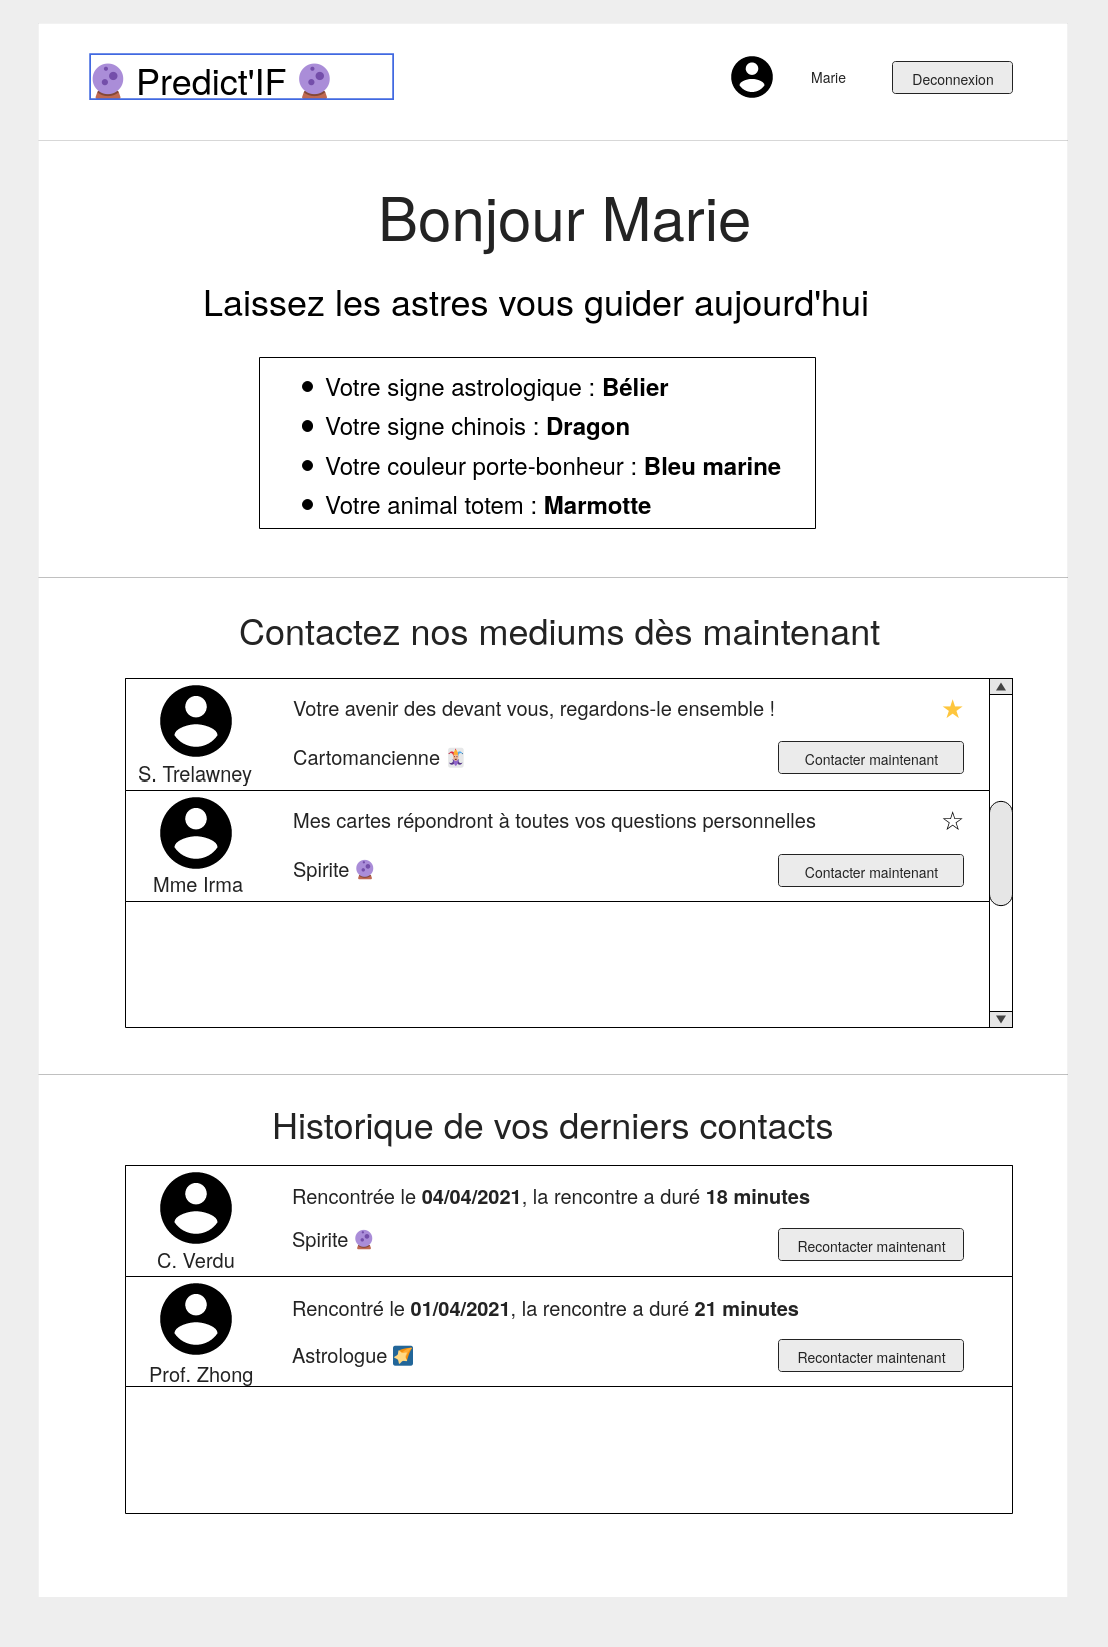 🔮 Predict'IF 🔮
Marie
Deconnexion
Bonjour Marie
Laissez les astres vous guider aujourd'hui
Votre signe astrologique : Bélier
Votre signe chinois : Dragon
Votre couleur porte-bonheur : Bleu marine
Votre animal totem : Marmotte
Contactez nos mediums dès maintenant
Votre avenir des devant vous, regardons-le ensemble !
Cartomancienne 🃏
Contacter maintenant
S. Trelawney
Mes cartes répondront à toutes vos questions personnelles
Spirite 🔮
Contacter maintenant
Mme Irma
Historique de vos derniers contacts
Rencontrée le 04/04/2021, la rencontre a duré 18 minutes
Spirite 🔮
Recontacter maintenant
C. Verdu
Rencontré le 01/04/2021, la rencontre a duré 21 minutes
Astrologue
Recontacter maintenant
Prof. Zhong